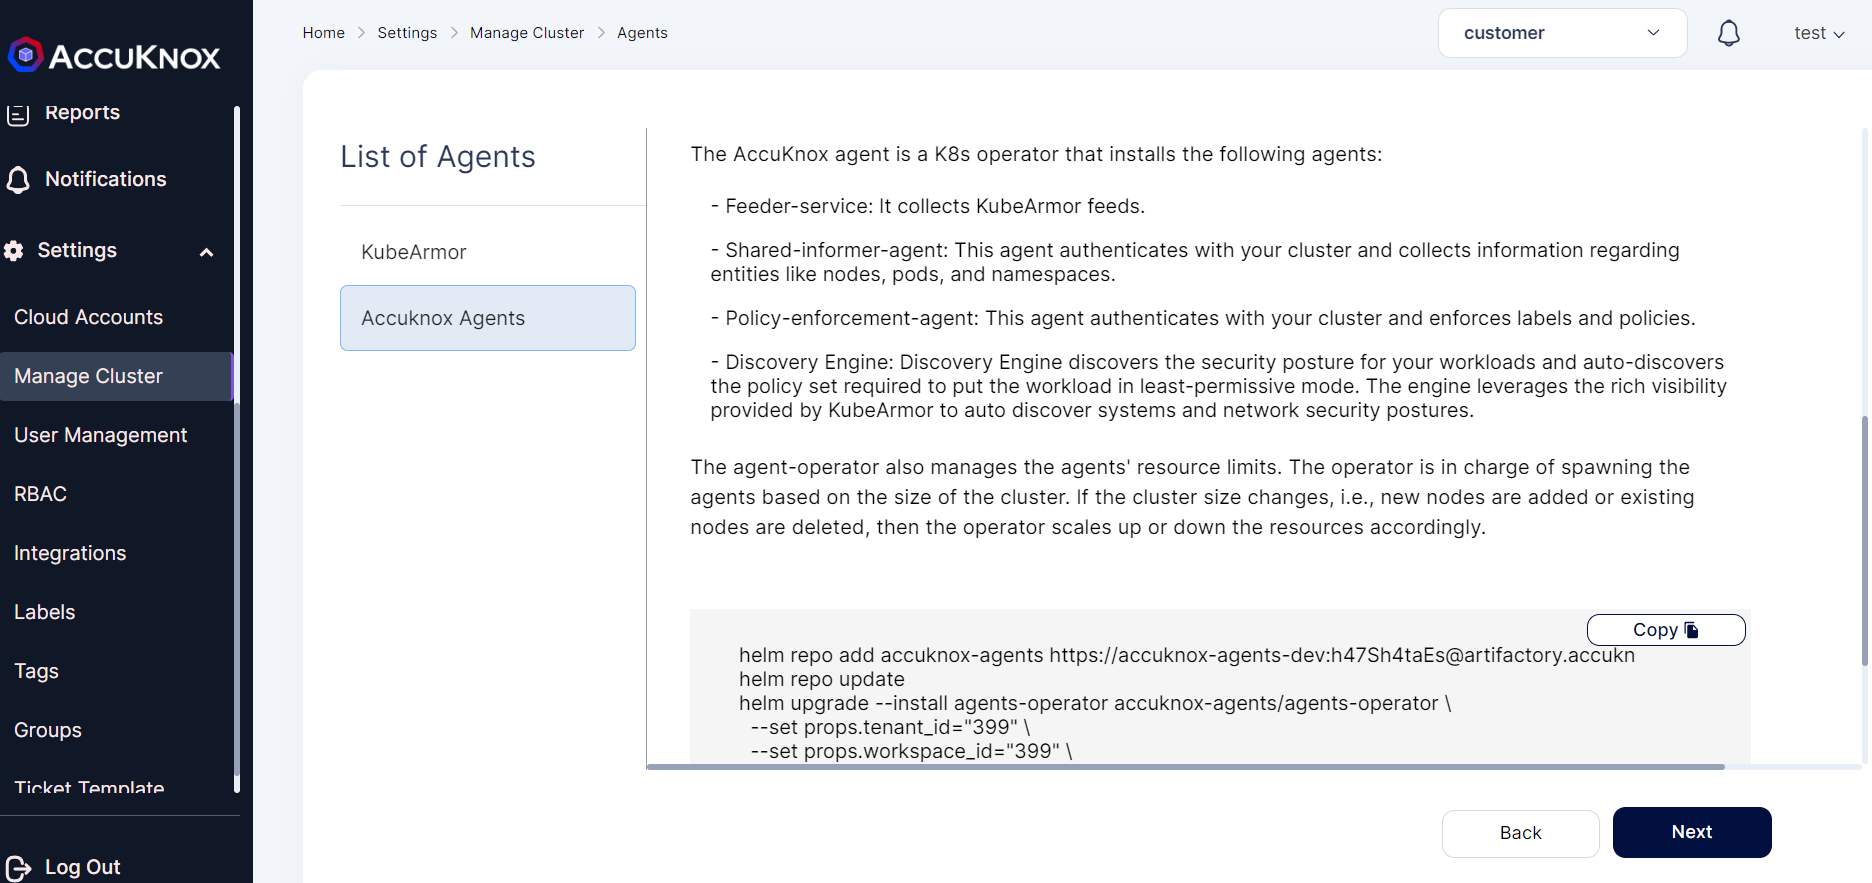 ACCUKNOX
Reports
Notifications
Settings
Cloud Accounts
Manage Cluster
User Management
RBAC
Integrations
Labels
Tags
Groups
Ticket Template
Log Out
Home > Settings > Manage Cluster > Agents
customer
test
List of Agents
KubeArmor
Accuknox Agents
The AccuKnox agent is a K8s operator that installs the following agents:
- Feeder-service: It collects KubeArmor feeds.
- Shared-informer-agent: This agent authenticates with your cluster and collects information regarding
entities like nodes, pods, and namespaces.
- Policy-enforcement-agent: This agent authenticates with your cluster and enforces labels and policies.
- Discovery Engine: Discovery Engine discovers the security posture for your workloads and auto-discovers
the policy set required to put the workload in least-permissive mode. The engine leverages the rich visibility
provided by KubeArmor to auto discover systems and network security postures.
The agent-operator also manages the agents' resource limits. The operator is in charge of spawning the
agents based on the size of the cluster. If the cluster size changes, i.e., new nodes are added or existing
nodes are deleted, then the operator scales up or down the resources accordingly.
Copy
helm repo add accuknox-agents https://accuknox-agents-dev:h47Sh4taEs@artifactory.accukn
helm repo update
helm upgrade --install agents-operator accuknox-agents/agents-operator \
--set props.tenant_id="399" \
--set props.workspace_id="399" \
Back
Next